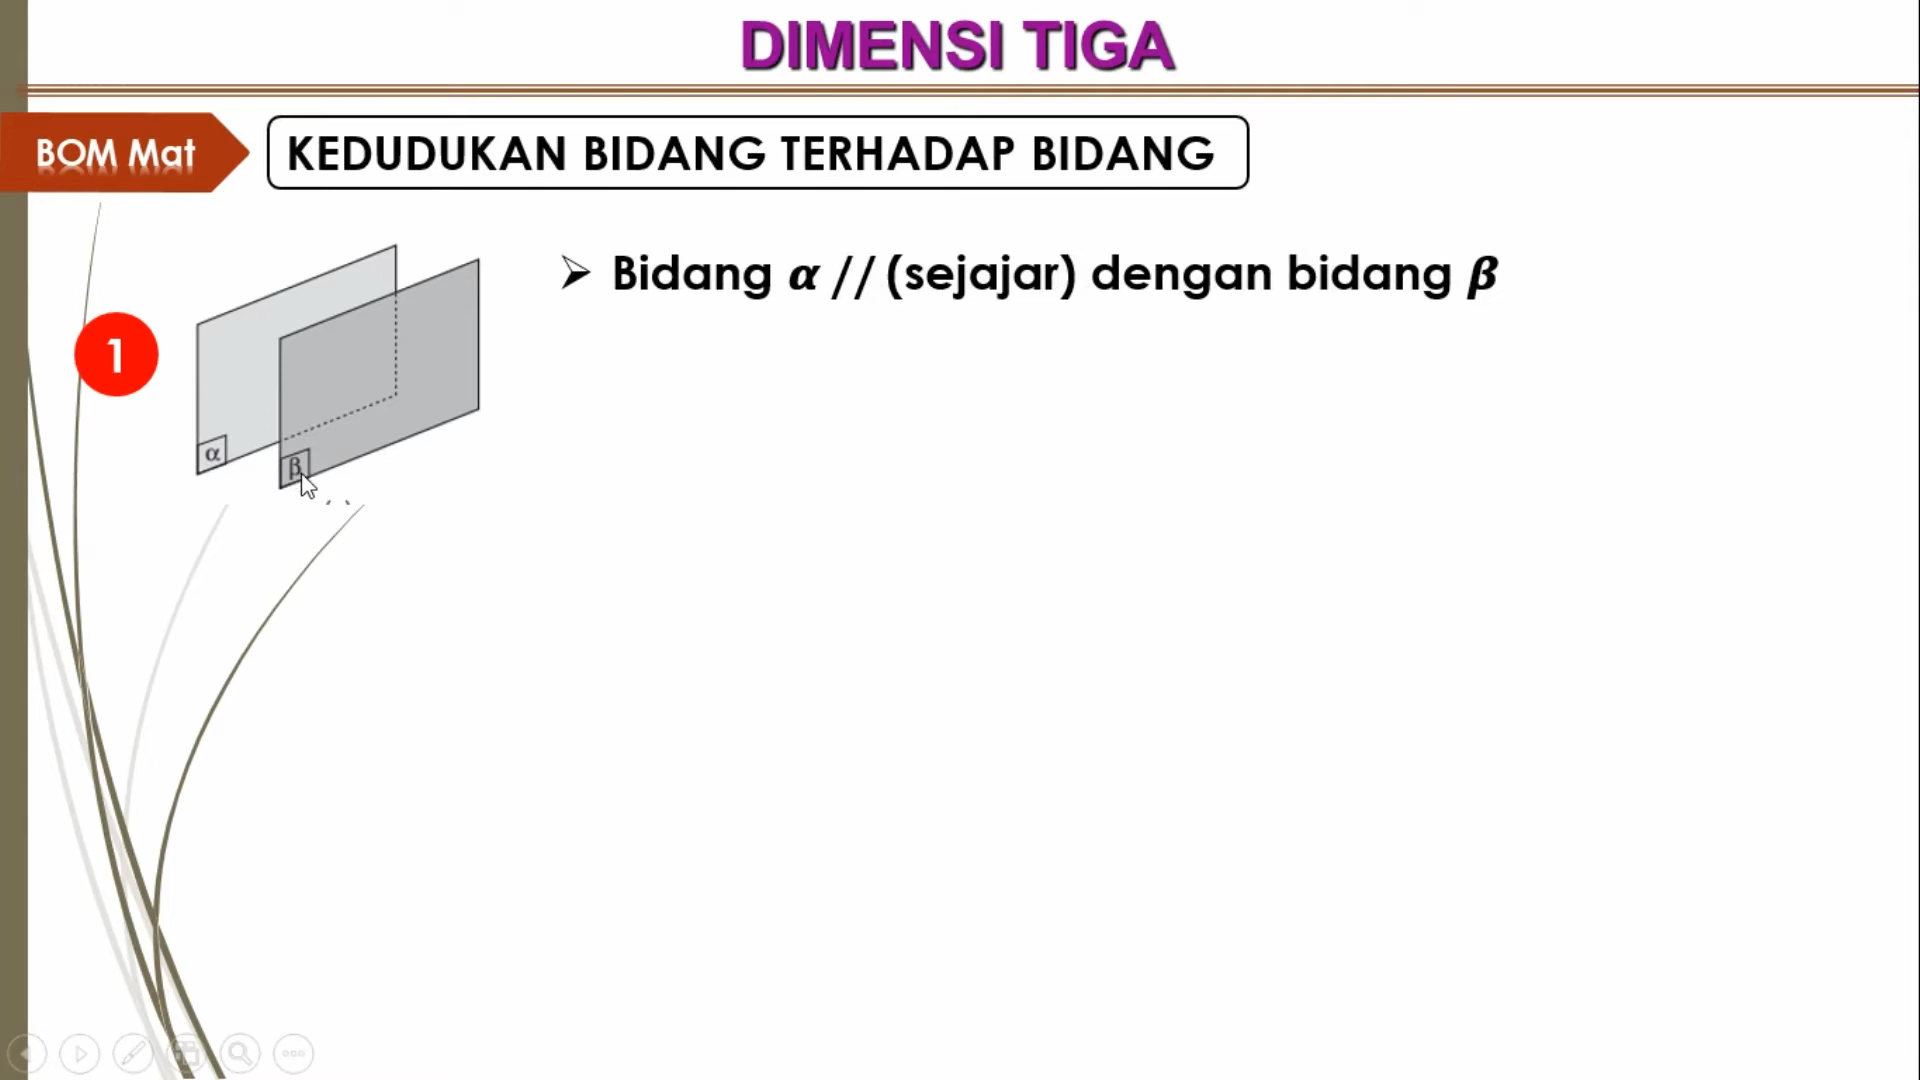 DIMENSI TIGA
BOM Mat
KEDUDUKAN BIDANG TERHADAP BIDANG
➢ Bidang α // (sejajar) dengan bidang β
1
α
β